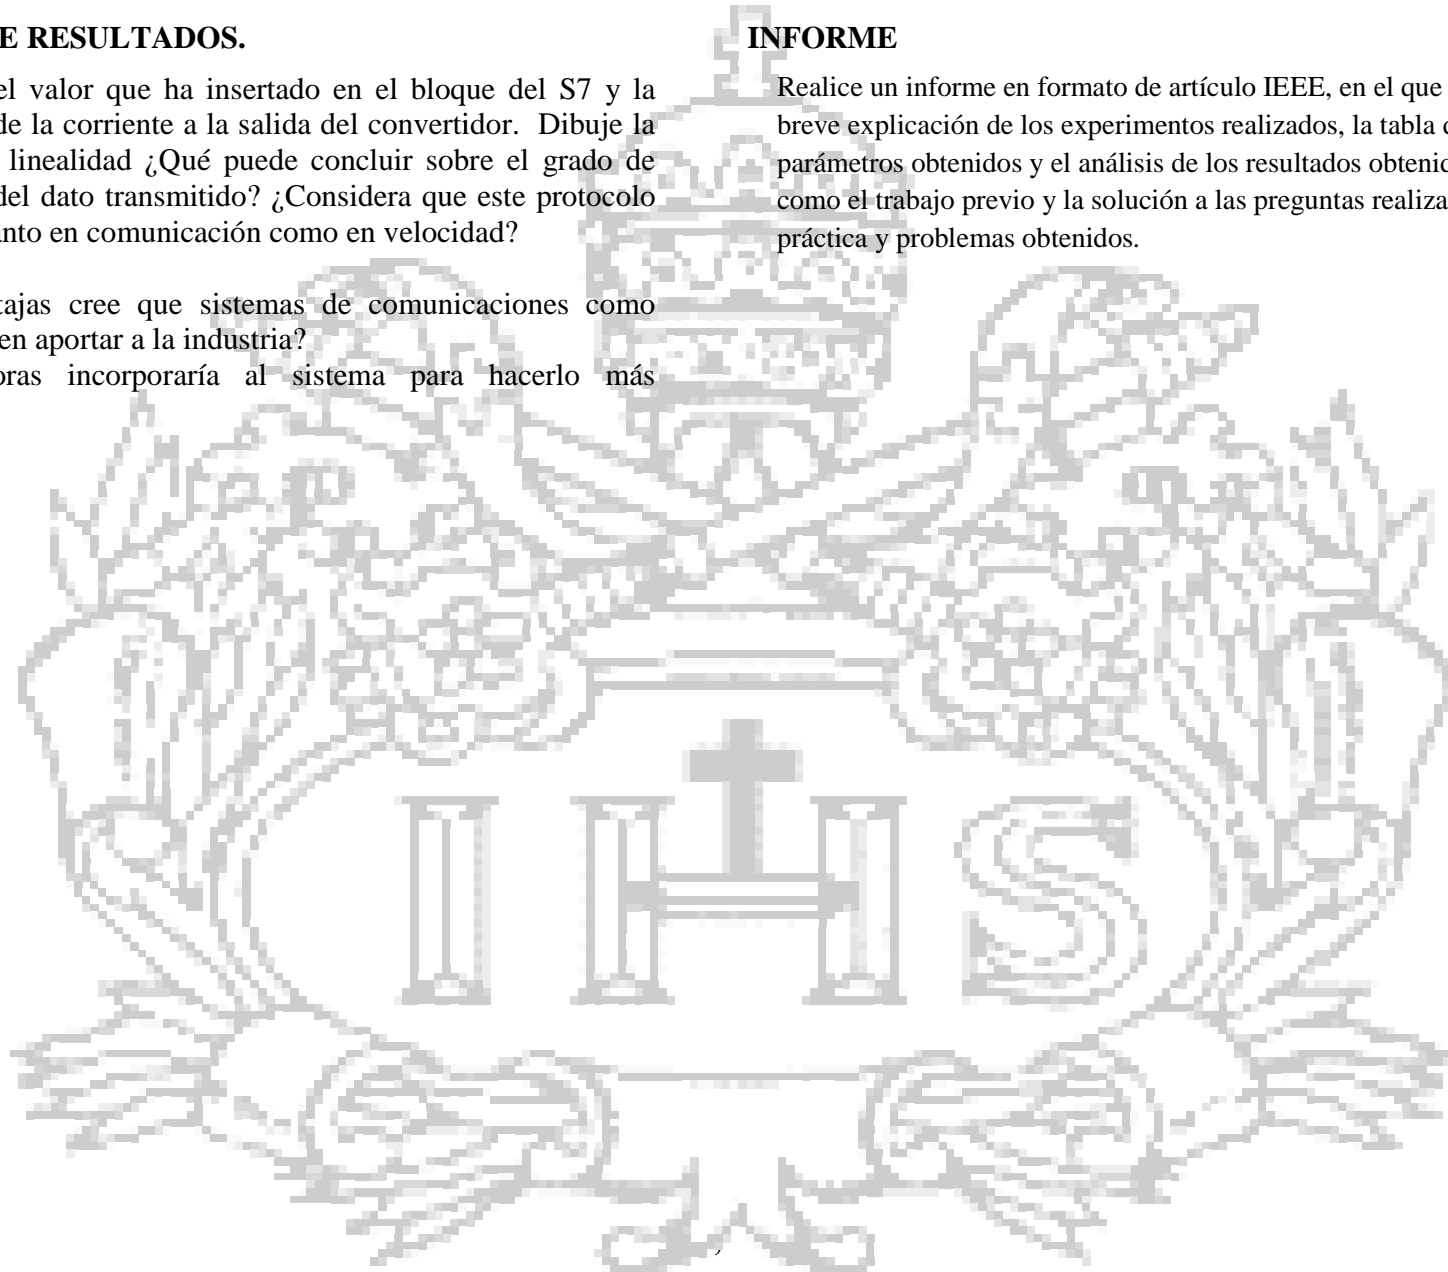 E RESULTADOS.
el valor que ha insertado en el bloque del S7 y la
de la corriente a la salida del convertidor. Dibuje la
linealidad ¿Qué puede concluir sobre el grado de
del dato transmitido? ¿Considera que este protocolo
anto en comunicación como en velocidad?
tajas cree que sistemas de comunicaciones como
en aportar a la industria?
oras incorporaría al sistema para hacerlo más
INFORME
Realice un informe en formato de artículo IEEE, en el que
breve explicación de los experimentos realizados, la tabla d
parámetros obtenidos y el análisis de los resultados obtenid
como el trabajo previo y la solución a las preguntas realiza
práctica y problemas obtenidos.
IHS